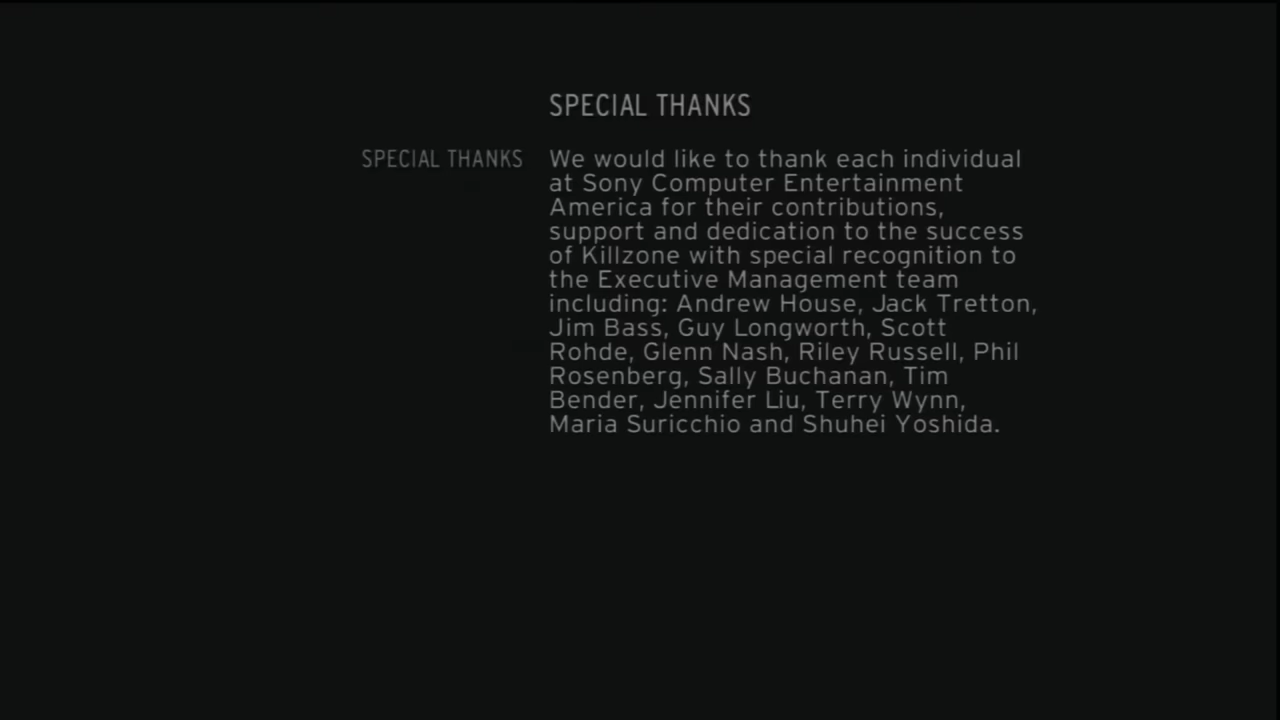 SPECIAL THANKS
SPECIAL THANKS
We would like to thank each individual
at Sony Computer Entertainment
America for their contributions,
support and dedication to the success
of Killzone with special recognition to
the Executive Management team
including: Andrew House, Jack Tretton,
Jim Bass, Guy Longworth, Scott
Rohde, Glenn Nash, Riley Russell, Phil
Rosenberg, Sally Buchanan, Tim
Bender, Jennifer Liu, Terry Wynn,
Maria Suricchio and Shuhei Yoshida.